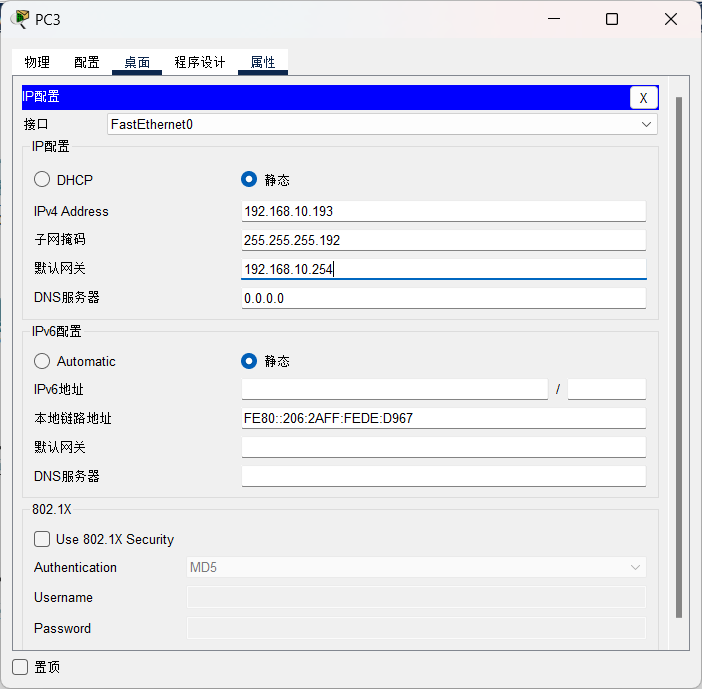 PC3
物理 配置 桌面 程序设计 属性
IP配置 X
接口 FastEthernet0
IP配置
DHCP 静态
IPv4 Address 192.168.10.193
子网掩码 255.255.255.192
默认网关 192.168.10.254
DNS服务器 0.0.0.0
IPv6配置
Automatic 静态
IPv6地址 /
本地链路地址 FE80::206:2AFF:FEDE:D967
默认网关
DNS服务器
802.1X
Use 802.1X Security
Authentication MD5
Username
Password
置顶